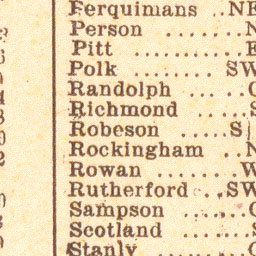 Perquimans ..NE
Person .......N
Pitt ........E
Polk ........SW
Randolph .....C
Richmond ....S
Robeson .....S
Rockingham ..N
Rowan .......W
Rutherford ..SW
Sampson ......C
Scotland .....S
Stanly .......C